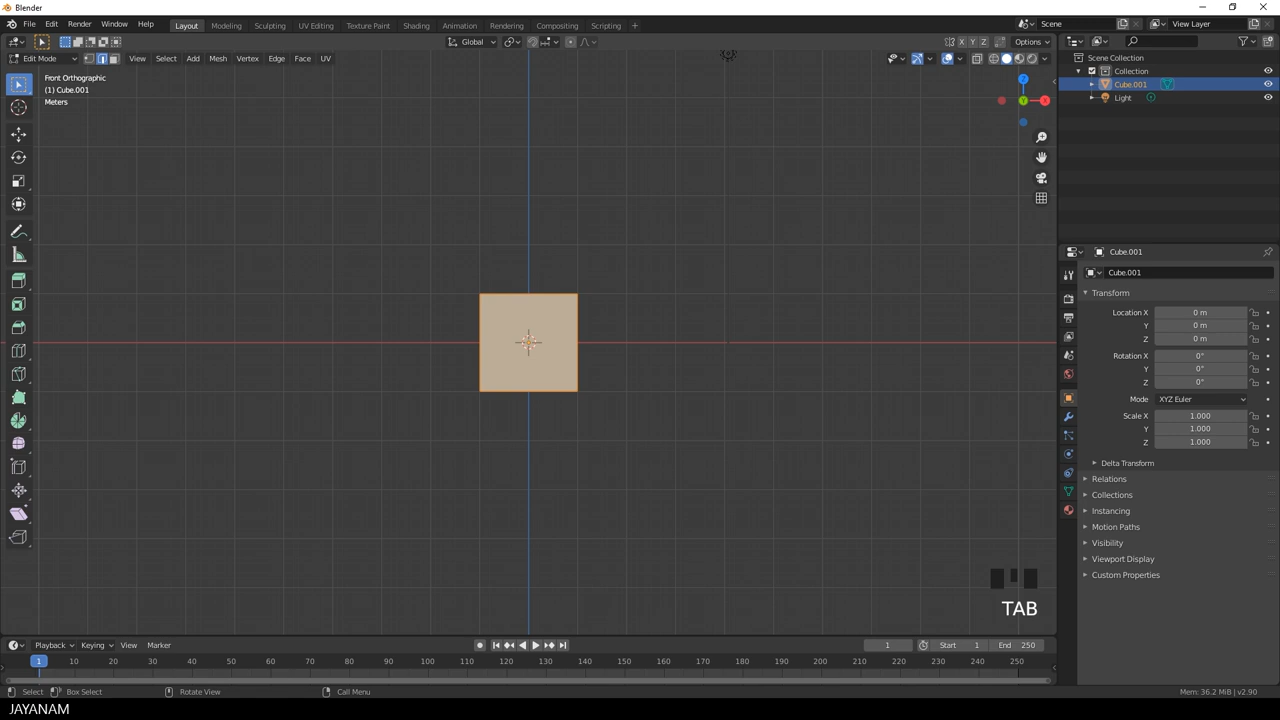 Blender
File Edit Render Window Help Layout Modeling Sculpting UV Editing Texture Paint Shading Animation Rendering Compositing Scripting + Scene View Layer
Global X Y Z Options
Edit Mode View Select Add Mesh Vertex Edge Face UV
Front Orthographic
(1) Cube.001
Meters
Z
Y
X
Scene Collection
Collection
Cube.001
Light
Cube.001
Cube.001
Transform
Location X 0 m
Y 0 m
Z 0 m
Rotation X 0°
Y 0°
Z 0°
Mode XYZ Euler
Scale X 1.000
Y 1.000
Z 1.000
Delta Transform
Relations
Collections
Instancing
Motion Paths
Visibility
Viewport Display
Custom Properties
TAB
Playback Keying View Marker 1 Start 1 End 250
1 10 20 30 40 50 60 70 80 90 100 110 120 130 140 150 160 170 180 190 200 210 220 230 240 250
Select Box Select Rotate View Call Menu Mem: 36.2 MiB | v2.90
JAYANAM